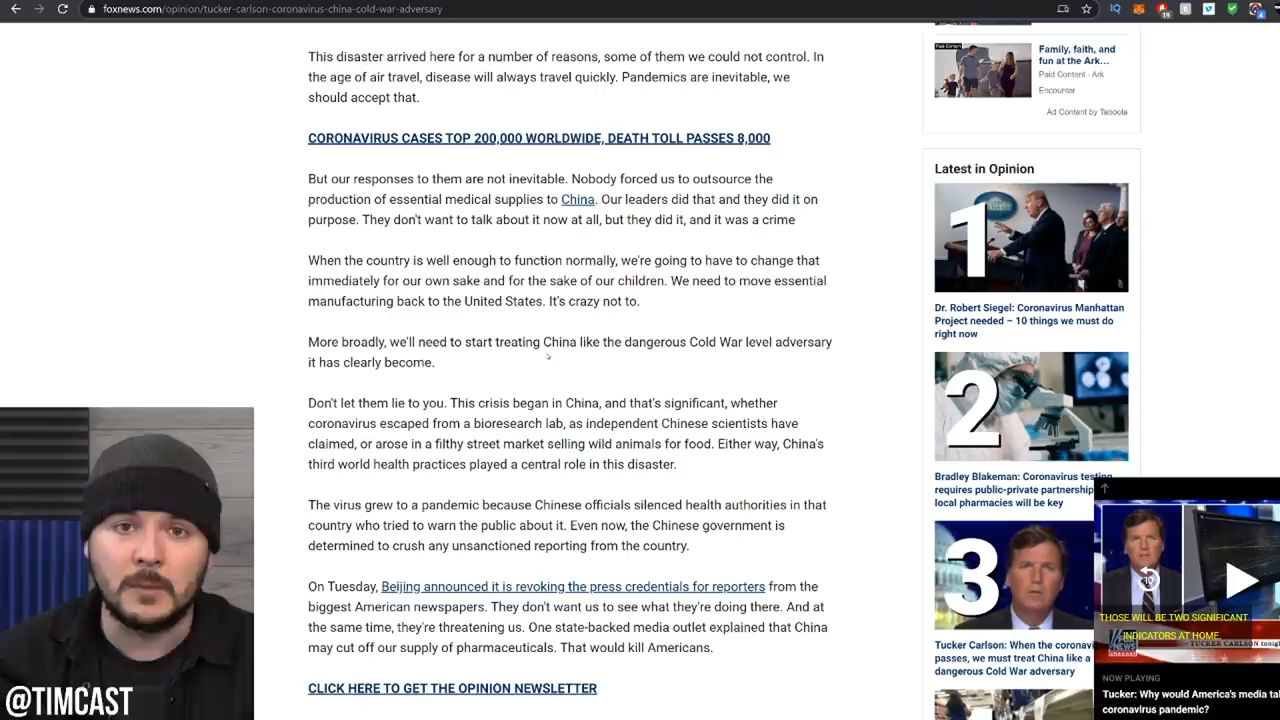 foxnews.com/opinion/tucker-carlson-coronavirus-china-cold-war-adversary
This disaster arrived here for a number of reasons, some of them we could not control. In
the age of air travel, disease will always travel quickly. Pandemics are inevitable, we
should accept that.
CORONAVIRUS CASES TOP 200,000 WORLDWIDE, DEATH TOLL PASSES 8,000
But our responses to them are not inevitable. Nobody forced us to outsource the
production of essential medical supplies to China. Our leaders did that and they did it on
purpose. They don't want to talk about it now at all, but they did it, and it was a crime
When the country is well enough to function normally, we're going to have to change that
immediately for our own sake and for the sake of our children. We need to move essential
manufacturing back to the United States. It's crazy not to.
More broadly, we'll need to start treating China like the dangerous Cold War level adversary
it has clearly become.
Don't let them lie to you. This crisis began in China, and that's significant, whether
coronavirus escaped from a bioresearch lab, as independent Chinese scientists have
claimed, or arose in a filthy street market selling wild animals for food. Either way, China's
third world health practices played a central role in this disaster.
The virus grew to a pandemic because Chinese officials silenced health authorities in that
country who tried to warn the public about it. Even now, the Chinese government is
determined to crush any unsanctioned reporting from the country.
On Tuesday, Beijing announced it is revoking the press credentials for reporters from the
biggest American newspapers. They don't want us to see what they're doing there. And at
the same time, they're threatening us. One state-backed media outlet explained that China
may cut off our supply of pharmaceuticals. That would kill Americans.
CLICK HERE TO GET THE OPINION NEWSLETTER
Paid Content
Family, faith, and
fun at the Ark...
Paid Content - Ark
Encounter
Ad Content by Taboola
Latest in Opinion
1
Dr. Robert Siegel: Coronavirus Manhattan
Project needed – 10 things we must do
right now
2
Bradley Blakeman: Coronavirus testing
requires public-private partnership
local pharmacies will be key
3
Tucker Carlson: When the coronavi
passes, we must treat China like a
dangerous Cold War adversary
10
THOSE WILL BE TWO SIGNIFICANT
INDICATORS AT HOME.
TUCKER CARLSON tonight
NOW PLAYING
Tucker: Why would America's media ta
coronavirus pandemic?
@TIMCAST